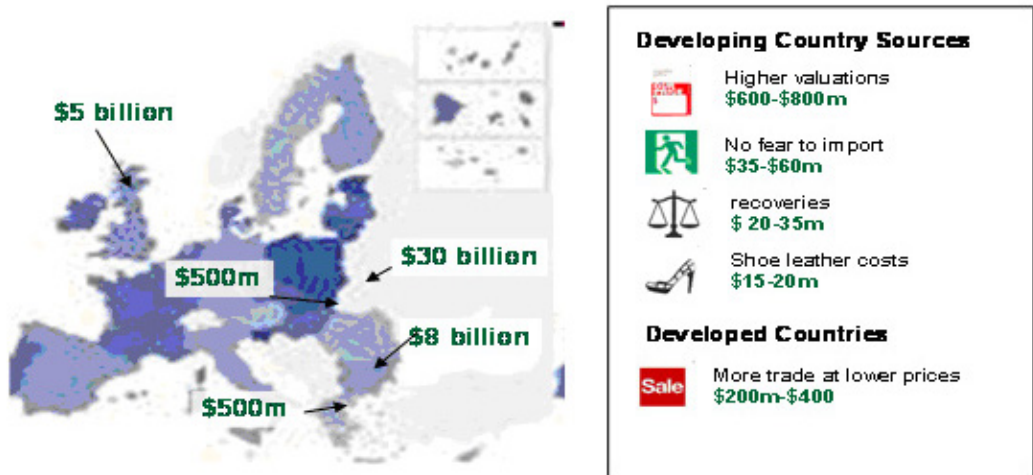 $5 billion
$500m
$30 billion
$8 billion
$500m
Developing Country Sources
Higher valuations
$600-$800m
No fear to import
$35-$60m
recoveries
$ 20-35m
Shoe leather costs
$15-20m
Developed Countries
Sale
More trade at lower prices
$200m-$400